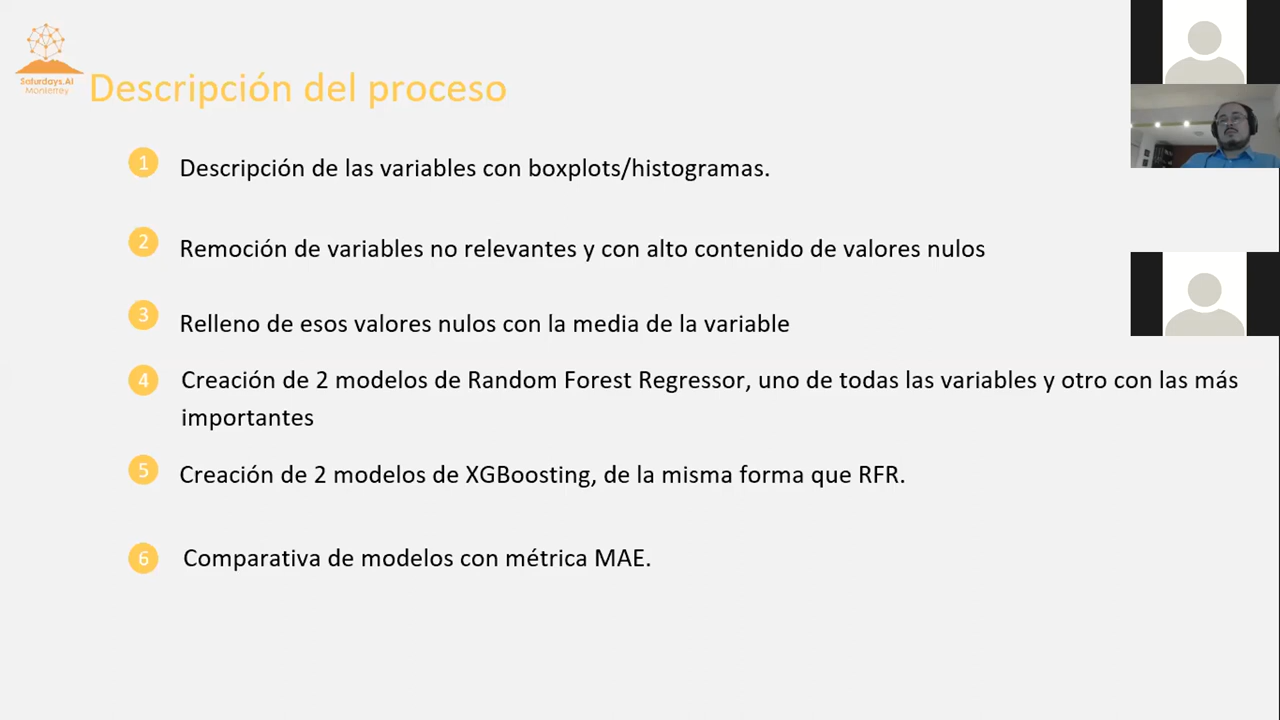 Saturdays.AI
Monterrey
Descripción del proceso
1 Descripción de las variables con boxplots/histogramas.
2 Remoción de variables no relevantes y con alto contenido de valores nulos
3 Relleno de esos valores nulos con la media de la variable
4 Creación de 2 modelos de Random Forest Regressor, uno de todas las variables y otro con las más
importantes
5 Creación de 2 modelos de XGBoosting, de la misma forma que RFR.
6 Comparativa de modelos con métrica MAE.